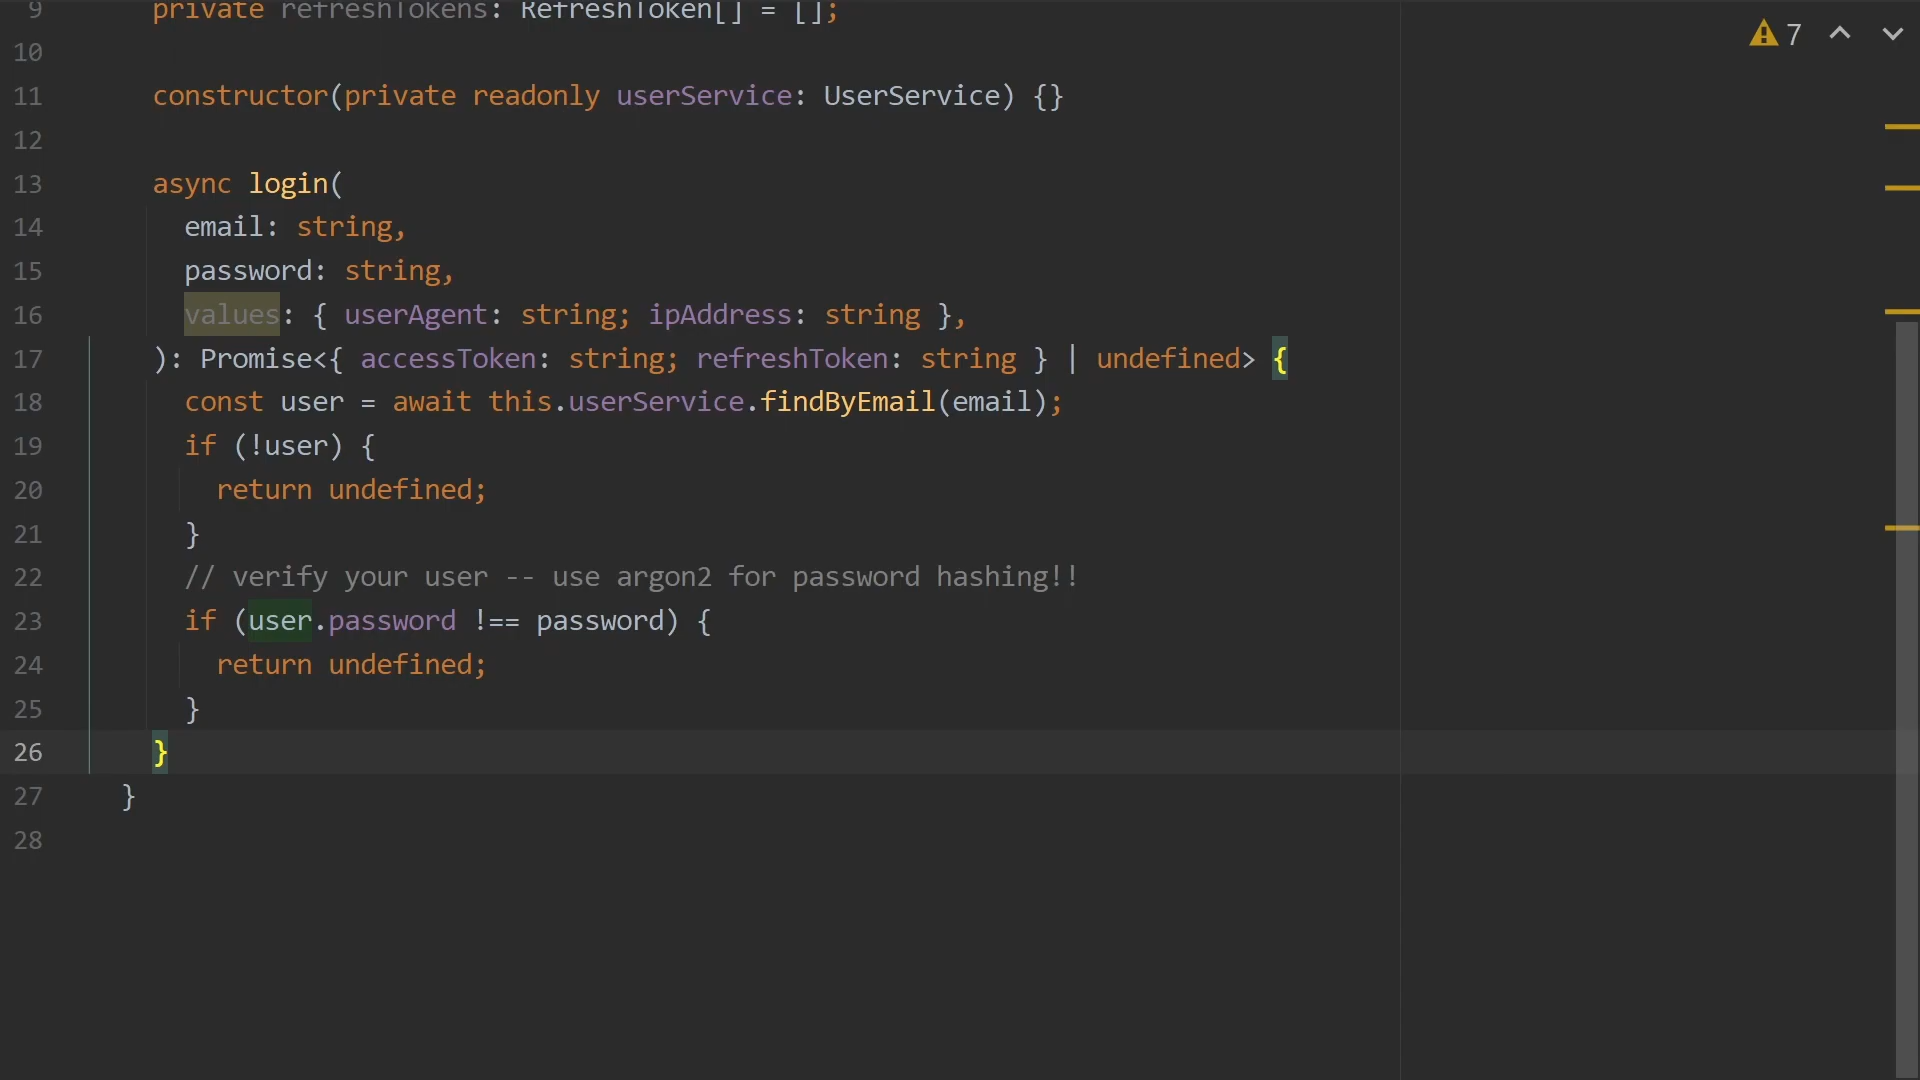 9 private refreshTokens: RefreshToken[] = [];
7
10
11 constructor(private readonly userService: UserService) {}
12
13 async login(
14 email: string,
15 password: string,
16 values: { userAgent: string; ipAddress: string },
17 ): Promise<{ accessToken: string; refreshToken: string } | undefined> {
18 const user = await this.userService.findByEmail(email);
19 if (!user) {
20 return undefined;
21 }
22 // verify your user -- use argon2 for password hashing!!
23 if (user.password !== password) {
24 return undefined;
25 }
26 }
27 }
28